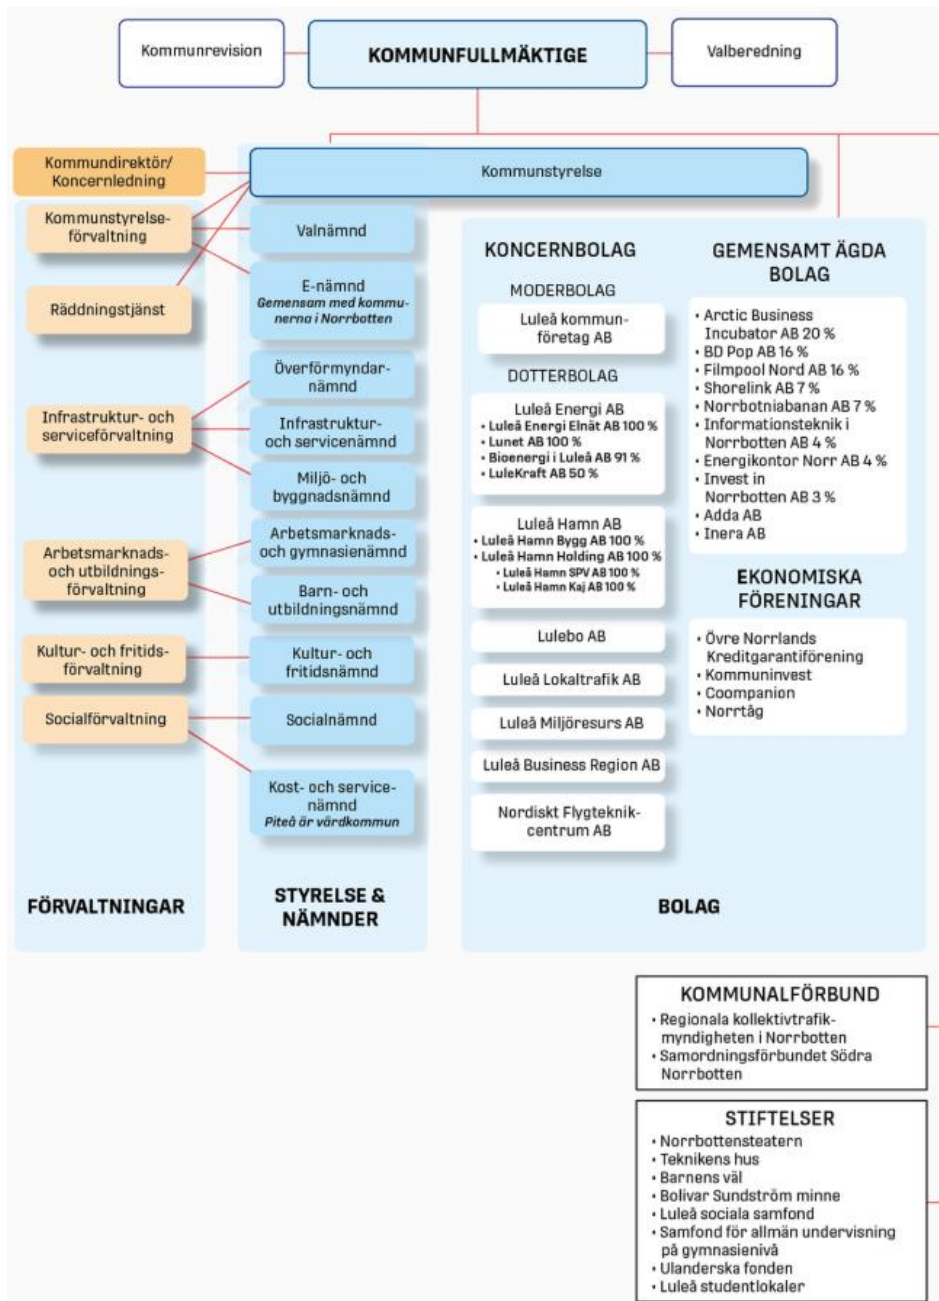 Kommunrevision
KOMMUNFULLMÄKTIGE
Valberedning
Kommundirektör/
Koncernledning
Kommunstyrelse
Kommunstyrelse-
förvaltning
Räddningstjänst
Infrastruktur- och
serviceförvaltning
Arbetsmarknads-
och utbildnings-
förvaltning
Kultur- och fritids-
förvaltning
Socialförvaltning
FÖRVALTNINGAR
Valnämnd
E-nämnd
Gemensam med kommu-
nerna i Norrbotten
Överförmyndar-
nämnd
Infrastruktur-
och servicenämnd
Miljö- och
byggnadsnämnd
Arbetsmarknads-
och gymnasienämnd
Barn- och
utbildningsnämnd
Kultur- och
fritidsnämnd
Socialnämnd
Kost- och service-
nämnd
Piteå är värdkommun
STYRELSE &
NÄMNDER
KONCERNBOLAG
MODERBOLAG
Luleå kommun-
företag AB
DOTTERBOLAG
Luleå Energi AB
• Luleå Energi Elnät AB 100 %
• Lunet AB 100 %
• Bioenergi i Luleå AB 91 %
• LuleKraft AB 50 %
Luleå Hamn AB
• Luleå Hamn Bygg AB 100 %
• Luleå Hamn Holding AB 100 %
• Luleå Hamn SPV AB 100 %
• Luleå Hamn Kaj AB 100 %
Lulebo AB
Luleå Lokaltrafik AB
Luleå Miljöresurs AB
Luleå Business Region AB
Nordiskt Flygteknik-
centrum AB
GEMENSAMT ÄGDA
BOLAG
• Arctic Business
Incubator AB 20 %
• BD Pop AB 16 %
• Filmpool Nord AB 16 %
• Shorelink AB 7 %
• Norrbotniabanan AB 7 %
• Informationsteknik i
Norrbotten AB 4 %
• Energikontor Norr AB 4 %
• Invest in
Norrbotten AB 3 %
• Adda AB
• Inera AB
EKONOMISKA
FÖRENINGAR
• Övre Norrlands
Kreditgarantiförening
• Kommuninvest
• Coompanion
• Norrtåg
BOLAG
KOMMUNALFÖRBUND
• Regionala kollektivtrafik-
myndigheten i Norrbotten
• Samordningsförbundet Södra
Norrbotten
STIFTELSER
• Norrbottensteatern
• Teknikens hus
• Barnens väl
• Bolivar Sundström minne
• Luleå sociala samfond
• Samfond för allmän undervisning
på gymnasienivå
• Ulanderska fonden
• Luleå studentlokaler